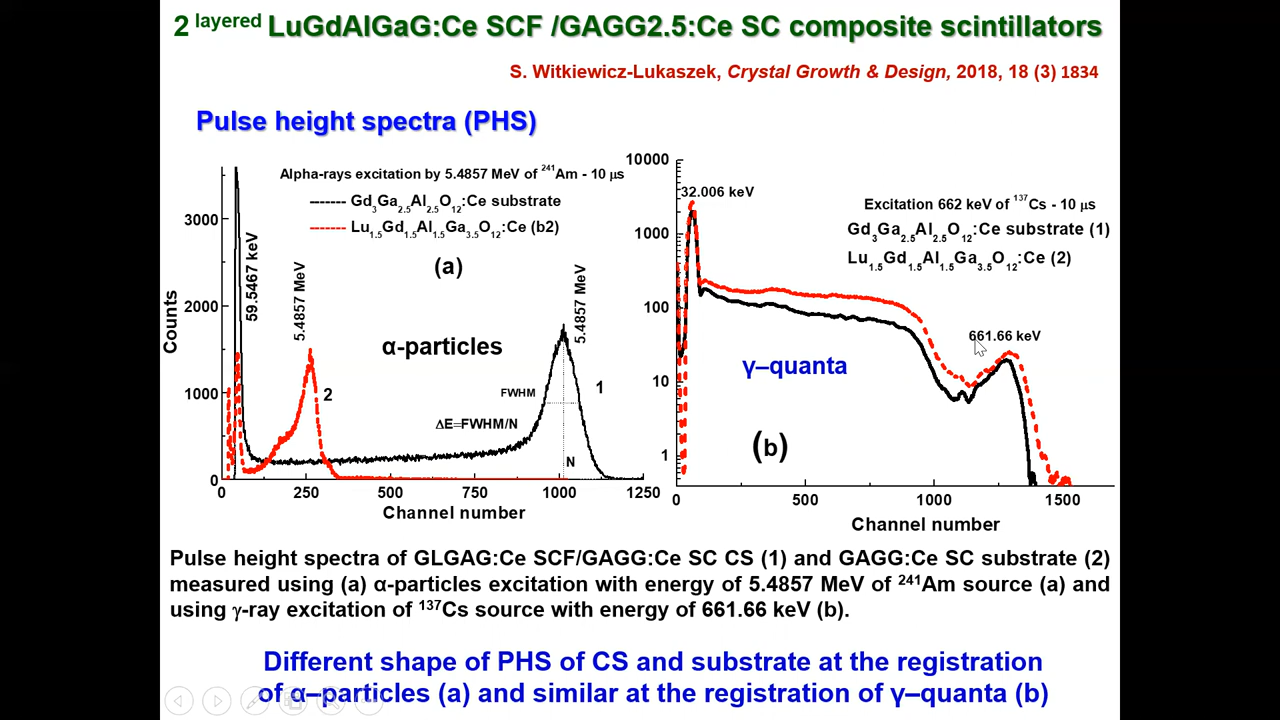 2 layered LuGdAlGaG:Ce SCF /GAGG2.5:Ce SC composite scintillators
S. Witkiewicz-Lukaszek, Crystal Growth & Design, 2018, 18 (3) 1834
Pulse height spectra (PHS)
Alpha-rays excitation by 5.4857 MeV of 241Am - 10 μs
Gd3Ga2.5Al2.5O12:Ce substrate
Lu1.5Gd1.5Al1.5Ga3.5O12:Ce (b2)
(a)
59.5467 keV
5.4857 MeV
5.4857 MeV
α-particles
2
1
FWHM
ΔE=FWHM/N
N
Counts
3000
2000
1000
0
0 250 500 750 1000 1250
Channel number
10000
1000
100
10
1
32.006 keV
Excitation 662 keV of 137Cs - 10 μs
Gd3Ga2.5Al2.5O12:Ce substrate (1)
Lu1.5Gd1.5Al1.5Ga3.5O12:Ce (2)
661.66 keV
γ–quanta
(b)
0 500 1000 1500
Channel number
Pulse height spectra of GLGAG:Ce SCF/GAGG:Ce SC CS (1) and GAGG:Ce SC substrate (2)
measured using (a) α-particles excitation with energy of 5.4857 MeV of 241Am source (a) and
using γ-ray excitation of 137Cs source with energy of 661.66 keV (b).
Different shape of PHS of CS and substrate at the registration
of α–particles (a) and similar at the registration of γ–quanta (b)